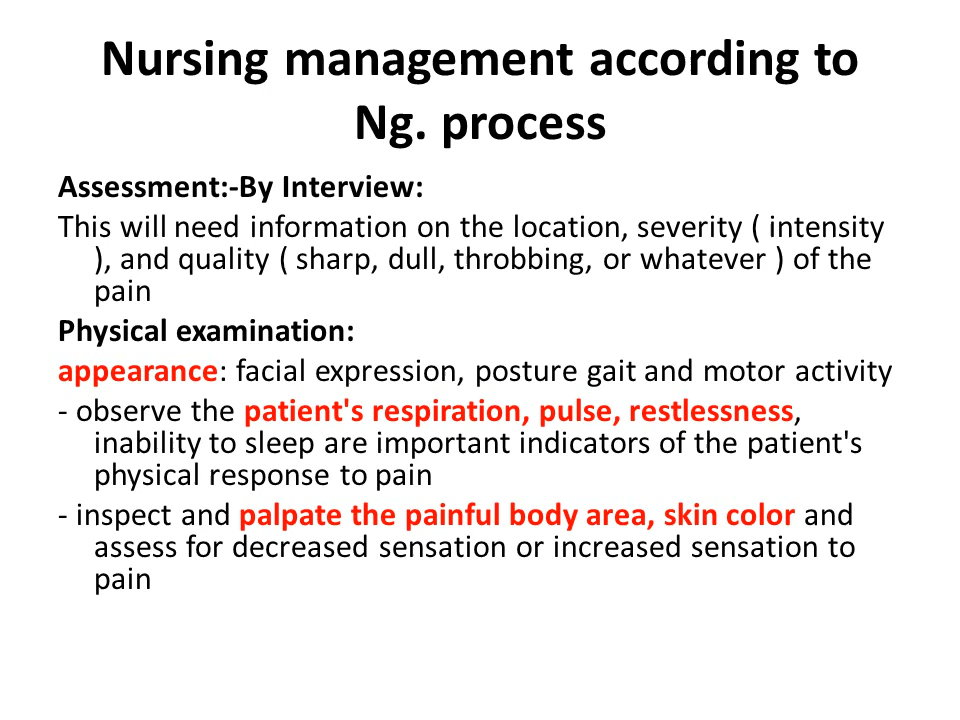 Nursing management according to
Ng. process
Assessment:-By Interview:
This will need information on the location, severity ( intensity
), and quality ( sharp, dull, throbbing, or whatever ) of the
pain
Physical examination:
appearance: facial expression, posture gait and motor activity
- observe the patient's respiration, pulse, restlessness,
inability to sleep are important indicators of the patient's
physical response to pain
- inspect and palpate the painful body area, skin color and
assess for decreased sensation or increased sensation to
pain